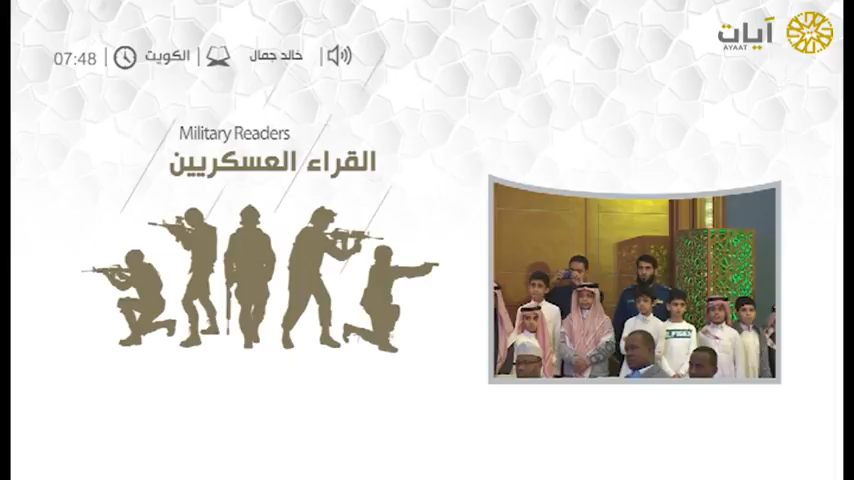 آيات
AYAAT
خالد جمال | الكويت | 07:48
Military Readers
القراء العسكريين